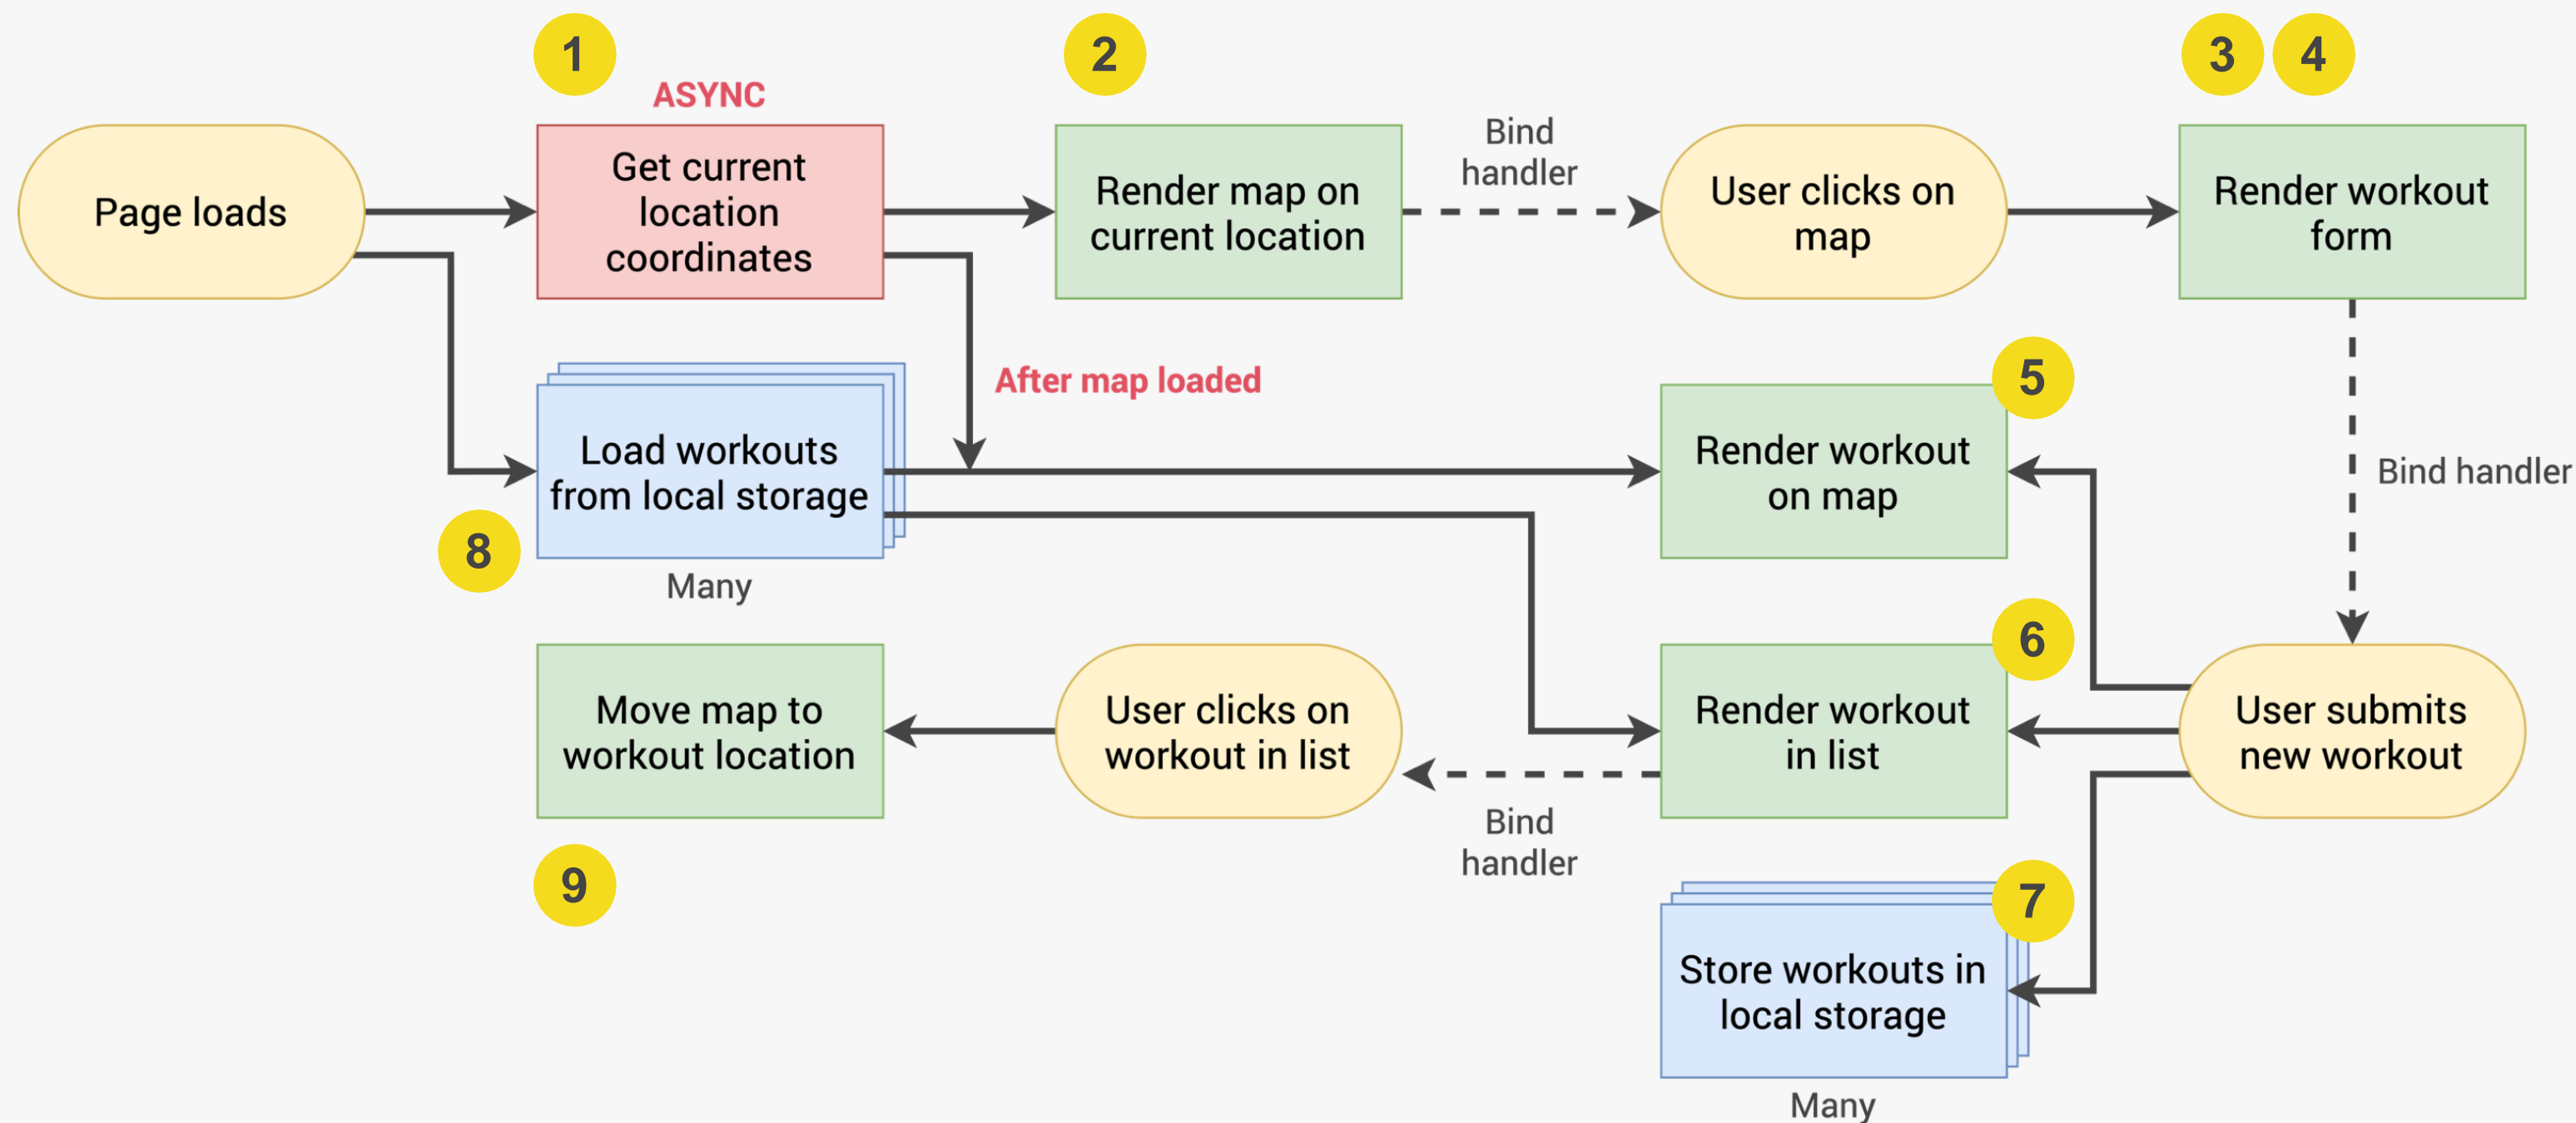 1
2
3
4
ASYNC
Page loads
Get current
location
coordinates
Render map on
current location
Bind
handler
User clicks on
map
Render workout
form
After map loaded
5
Load workouts
from local storage
Render workout
on map
Bind handler
8
Many
6
Move map to
workout location
User clicks on
workout in list
Render workout
in list
User submits
new workout
Bind
handler
9
7
Store workouts in
local storage
Many